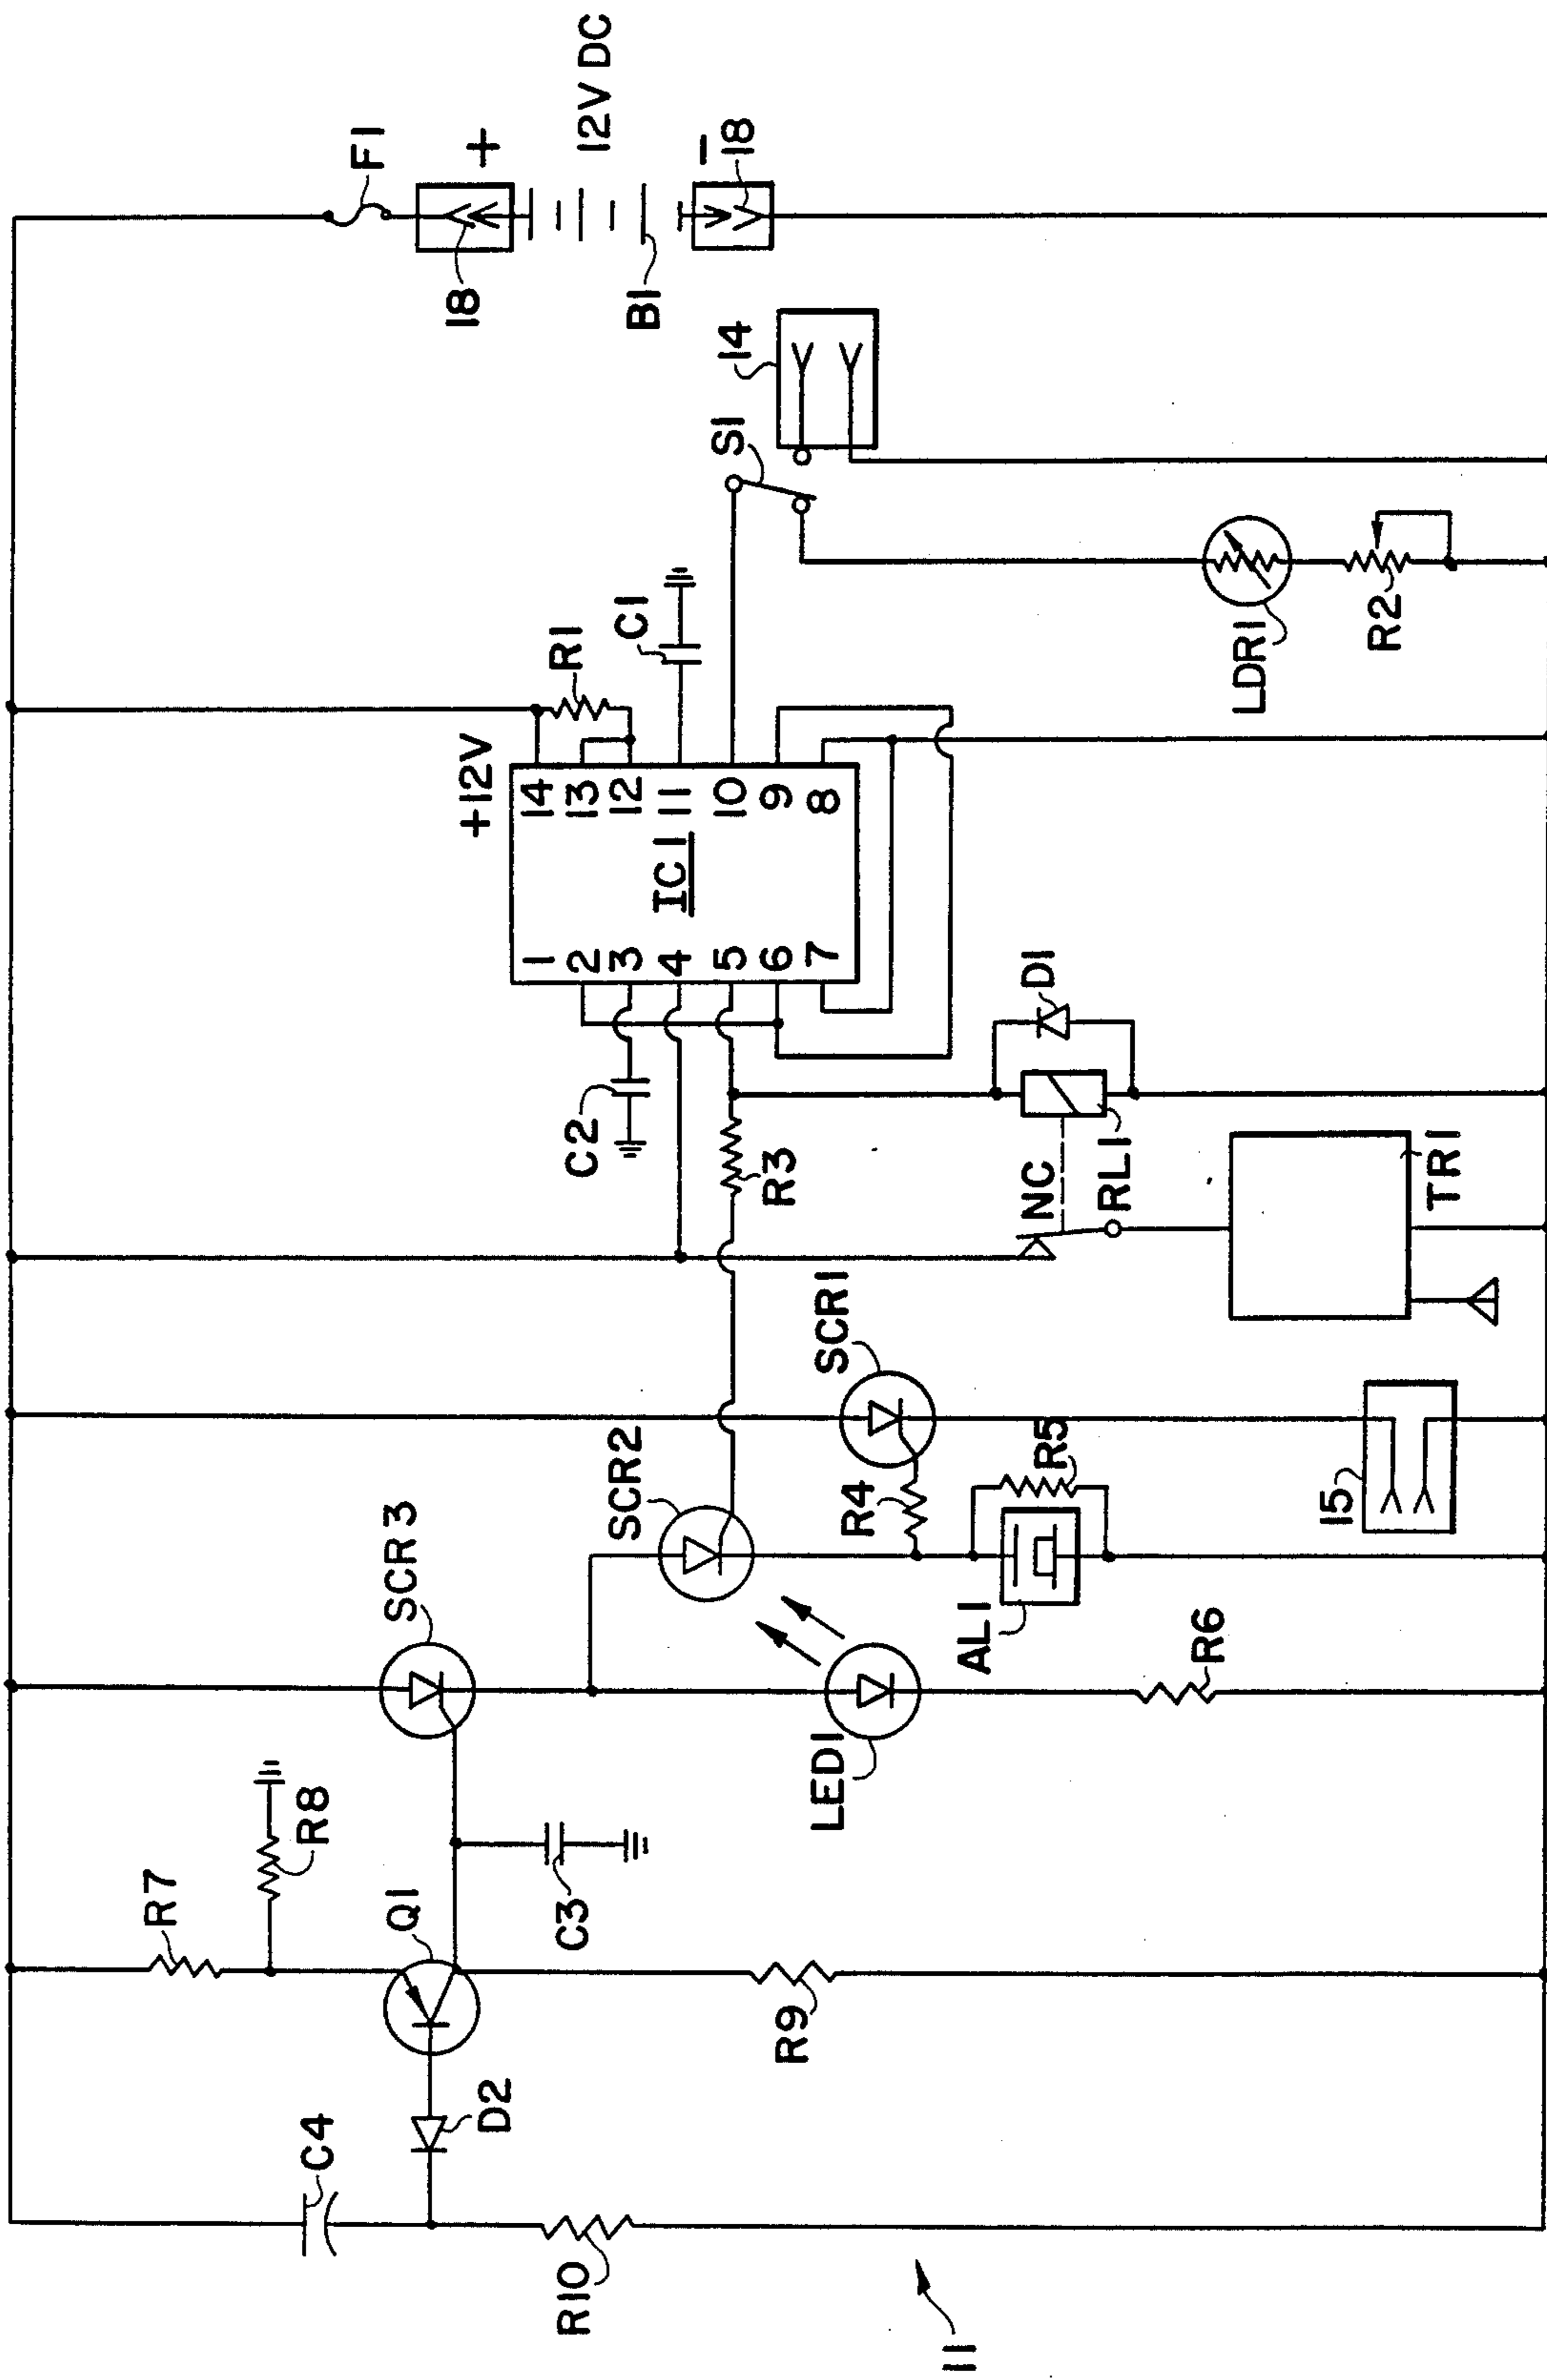 F1
18
+
12V DC
B1
−
18
14
S1
+12V
R1
C1
14
13
12
11
10
9
8
IC1
1
2
3
4
5
6
7
LDR1
R2
C2
R3
D1
NC
RL1
TR1
SCR1
SCR2
R4
R5
15
SCR3
AL1
R6
LED1
R7
R8
Q1
C3
R9
C4
D2
R10
11